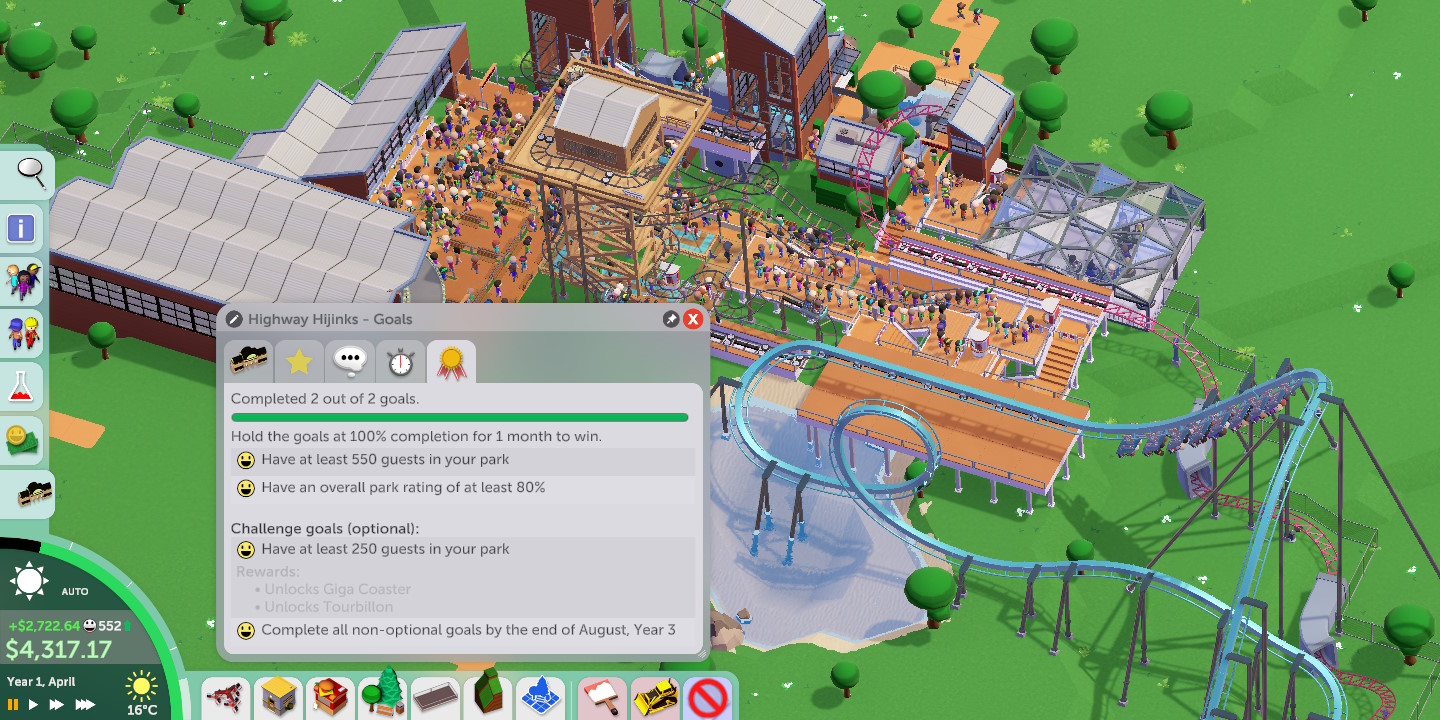 Highway Hijinks - Goals
Completed 2 out of 2 goals.
Hold the goals at 100% completion for 1 month to win.
Have at least 550 guests in your park
Have an overall park rating of at least 80%
Challenge goals (optional):
Have at least 250 guests in your park
Rewards:
• Unlocks Giga Coaster
• Unlocks Tourbillon
Complete all non-optional goals by the end of August, Year 3
AUTO
+$2,722.64 552
$4,317.17
Year 1, April
16°C